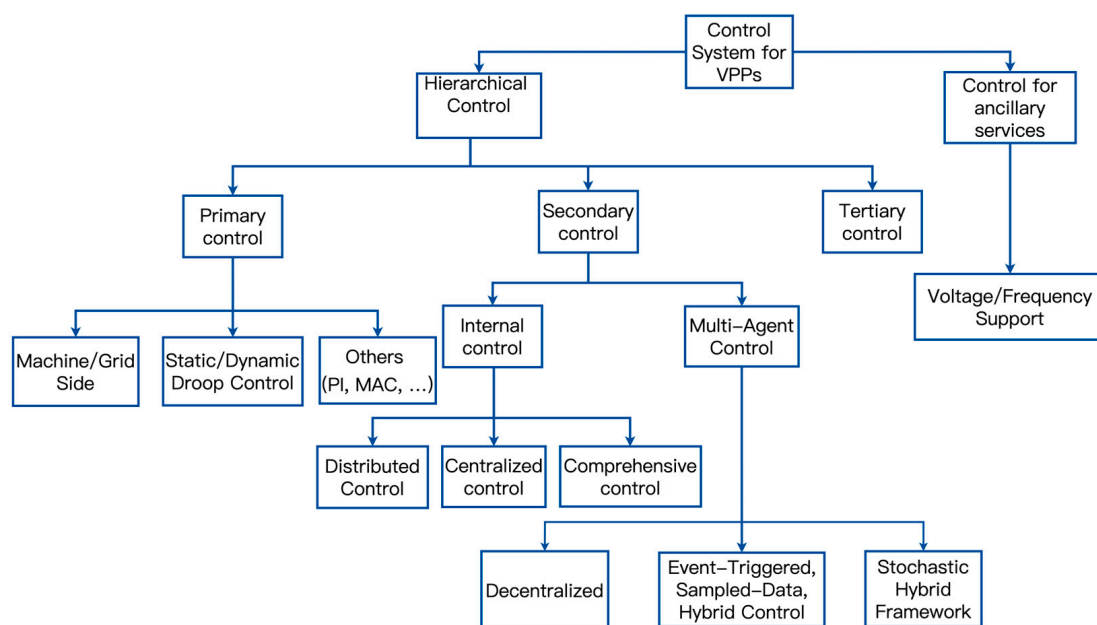 Control
System for
VPPs
Hierarchical
Control
Control for
ancillary
services
Primary
control
Secondary
control
Tertiary
control
Voltage/Frequency
Support
Internal
control
Multi-Agent
Control
Machine/Grid
Side
Static/Dynamic
Droop Control
Others
(PI, MAC, ...)
Distributed
Control
Centralized
control
Comprehensive
control
Decentralized
Event-Triggered,
Sampled-Data,
Hybrid Control
Stochastic
Hybrid
Framework